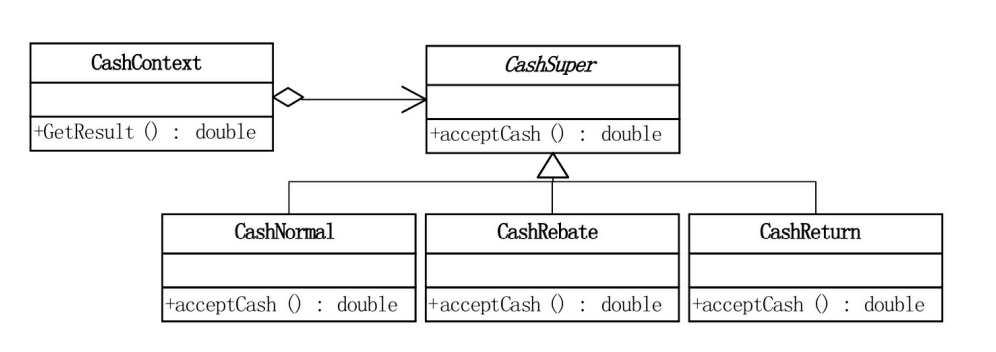 CashContext
+GetResult () : double
CashSuper
+acceptCash () : double
CashNormal
+acceptCash () : double
CashRebate
+acceptCash () : double
CashReturn
+acceptCash () : double